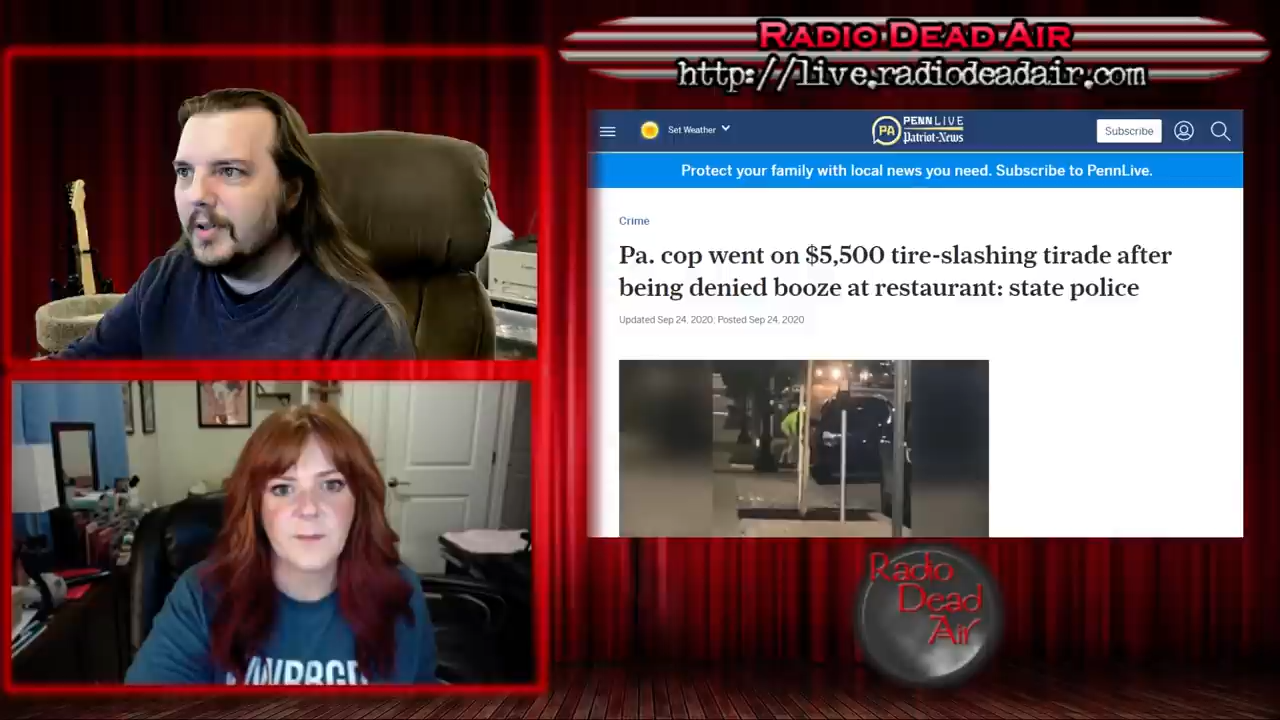 RADIO DEAD AIR
http://live.radiodeadair.com
Set Weather
PA
PENNLIVE
Patriot-News
Subscribe
Protect your family with local news you need. Subscribe to PennLive.
Crime
Pa. cop went on $5,500 tire-slashing tirade after
being denied booze at restaurant: state police
Updated Sep 24, 2020; Posted Sep 24, 2020
Radio
Dead
Air